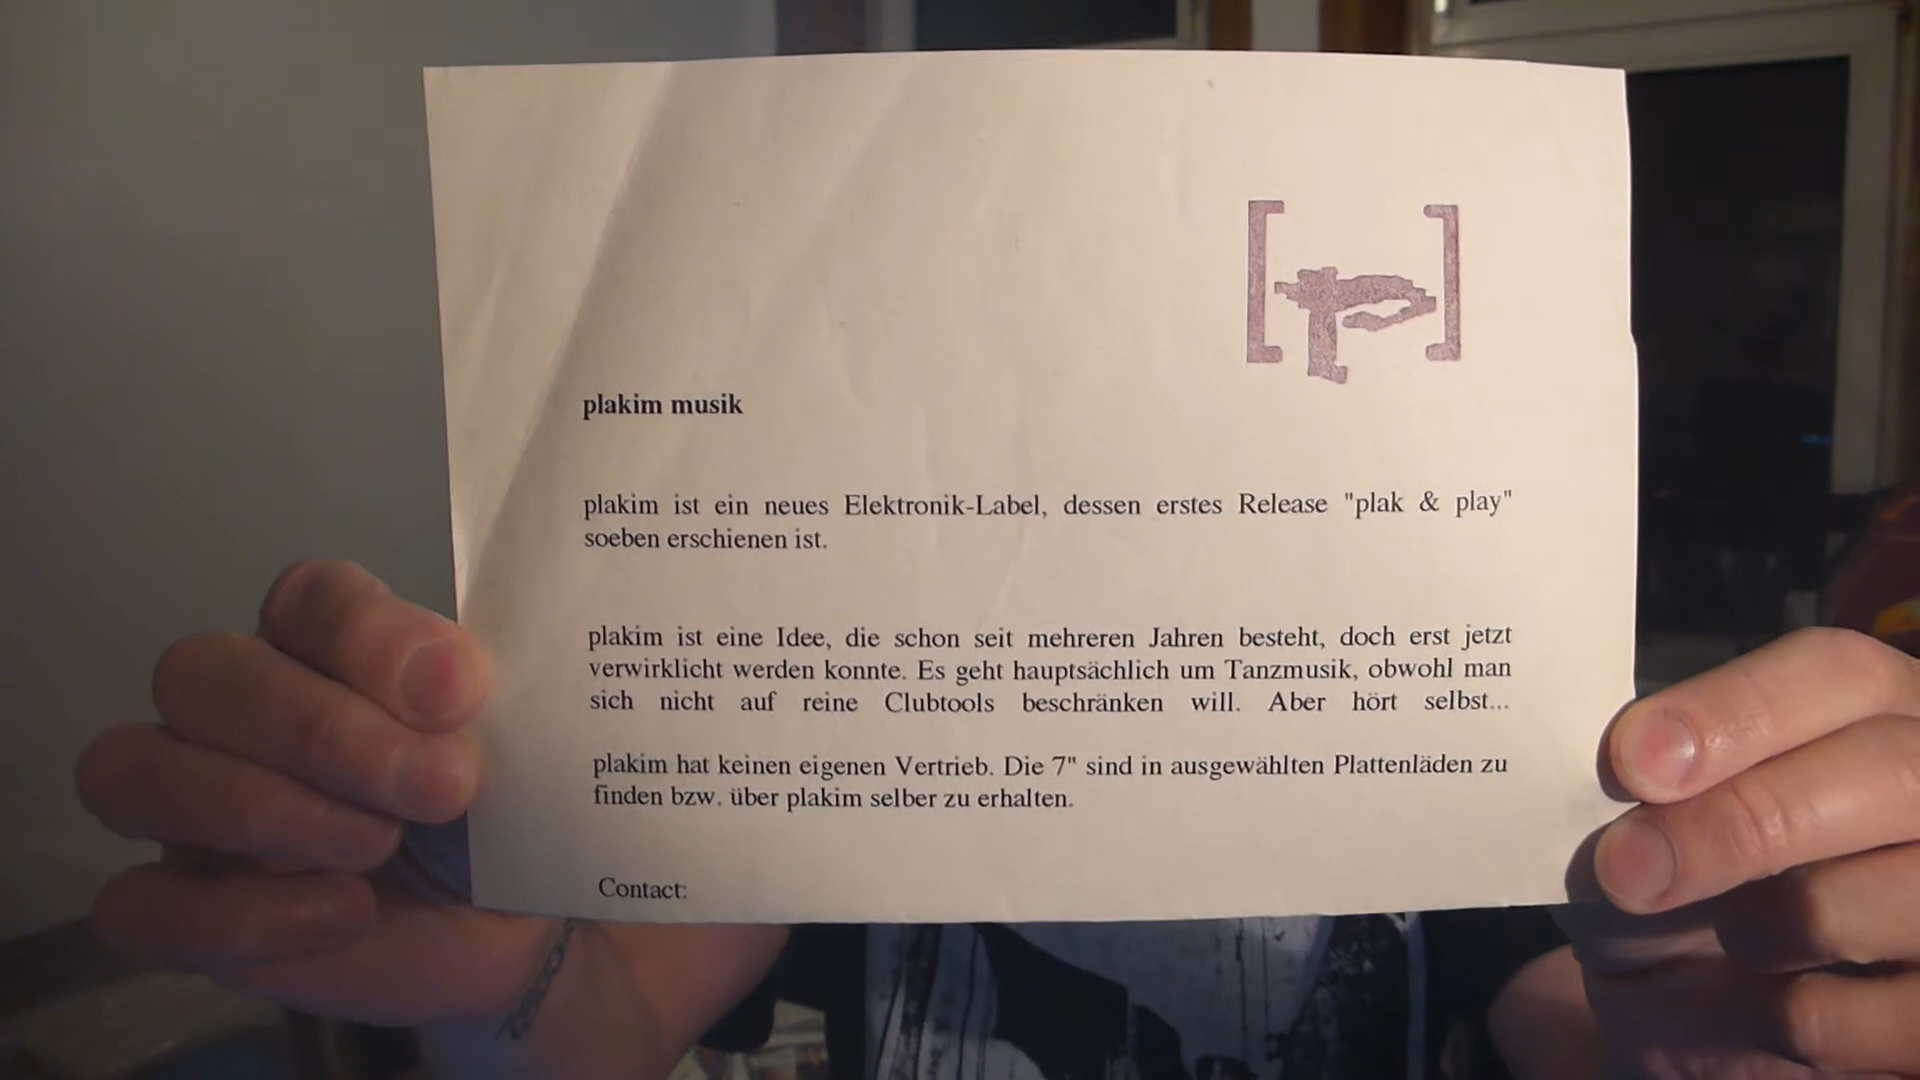 plakim musik
plakim ist ein neues Elektronik-Label, dessen erstes Release "plak & play"
soeben erschienen ist.
plakim ist eine Idee, die schon seit mehreren Jahren besteht, doch erst jetzt
verwirklicht werden konnte. Es geht hauptsächlich um Tanzmusik, obwohl man
sich nicht auf reine Clubtools beschränken will. Aber hört selbst...
plakim hat keinen eigenen Vertrieb. Die 7" sind in ausgewählten Plattenläden zu
finden bzw. über plakim selber zu erhalten.
Contact: